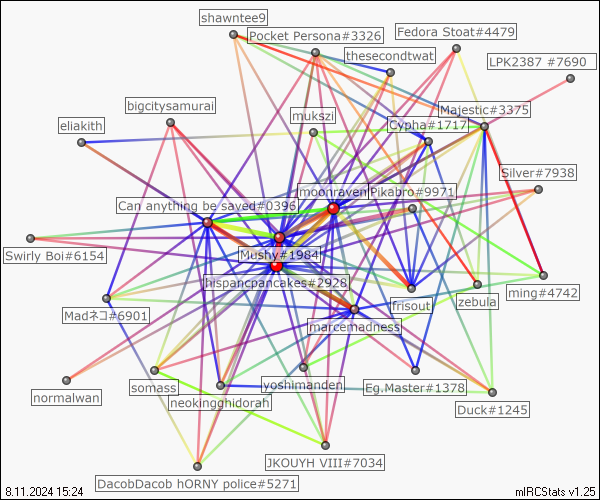 shawntee9
Pocket Persona#3326
Fedora Stoat#4479
thesecondtwat
LPK2387 #7690
bigcitysamurai
mukszi
Majestic#3375
eliakith
Cypha#1717
Silver#7938
moonraven
Pikabro#9971
Can anything be saved#0396
Mushy#1984
Swirly Boi#6154
hispancpancakes#2928
ming#4742
zebula
frisout
Madネコ#6901
marcemadness
somass
yoshimanden
Eg.Master#1378
normalwan
neokingghidorah
Duck#1245
JKOUYH VIII#7034
DacobDacob hORNY police#5271
8.11.2024 15:24
mIRCStats v1.25